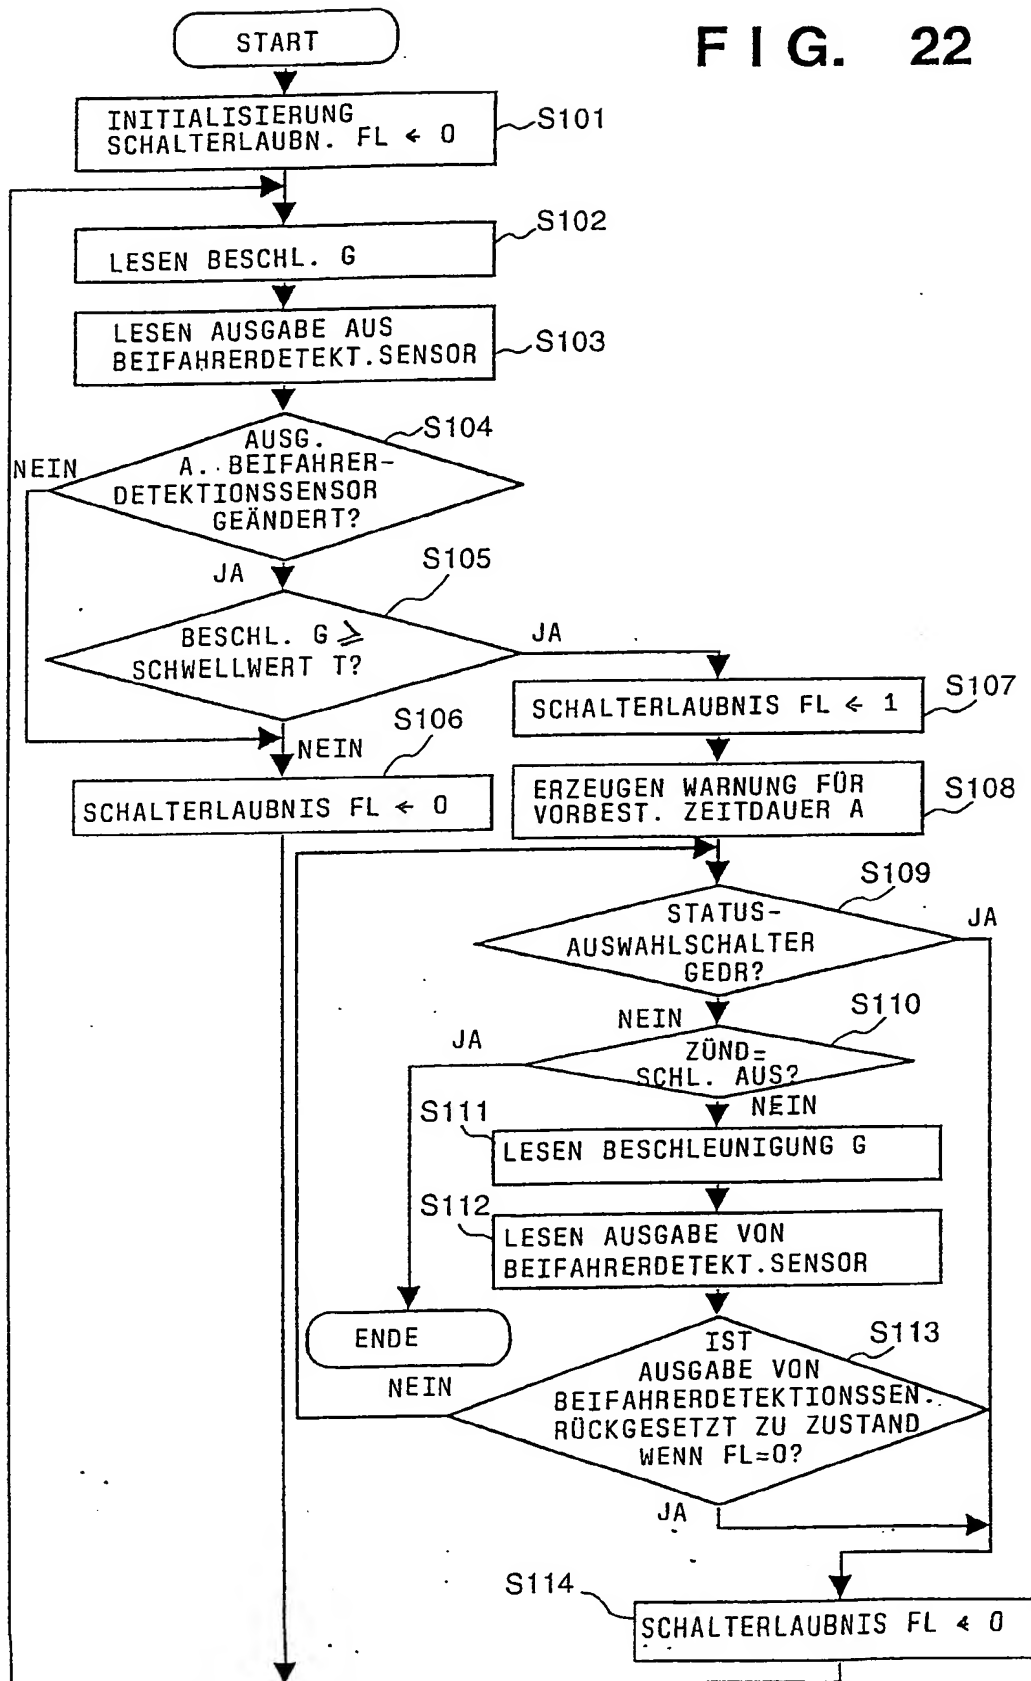 FIG. 22
START
INITIALISIERUNG
SCHALTERLAUBN. FL ← 0
S101
S102
LESEN BESCHL. G
LESEN AUSGABE AUS
BEIFAHRERDETEKT.SENSOR
S103
S104
AUSG.
A. BEIFAHRER-
DETEKTIONSSENSOR
GEÄNDERT?
NEIN
JA
S105
BESCHL. G ≥
SCHWELLWERT T?
JA
NEIN
S106
SCHALTERLAUBNIS FL ← 0
S107
SCHALTERLAUBNIS FL ← 1
ERZEUGEN WARNUNG FÜR
VORBEST. ZEITDAUER A
S108
S109
STATUS-
AUSWAHLSCHALTER
GEDR?
JA
NEIN
S110
ZÜND=
SCHL. AUS?
JA
NEIN
S111
LESEN BESCHLEUNIGUNG G
S112
LESEN AUSGABE VON
BEIFAHRERDETEKT.SENSOR
ENDE
S113
IST
AUSGABE VON
BEIFAHRERDETEKTIONSSEN.
RÜCKGESETZT ZU ZUSTAND
WENN FL=0?
NEIN
JA
S114
SCHALTERLAUBNIS FL ← 0